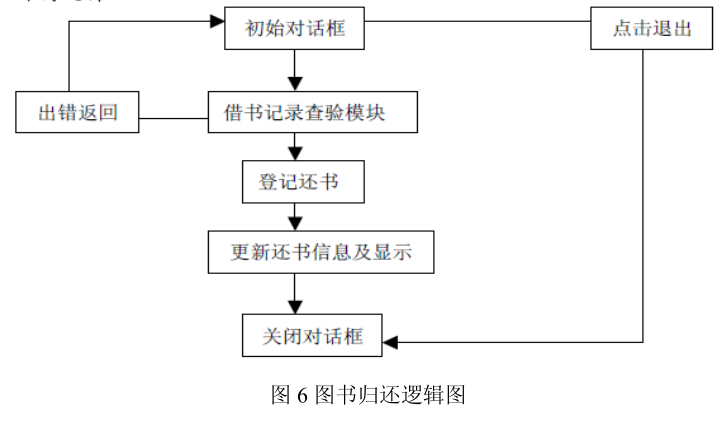 初始对话框
点击退出
出错返回
借书记录查验模块
登记还书
更新还书信息及显示
关闭对话框
图 6 图书归还逻辑图